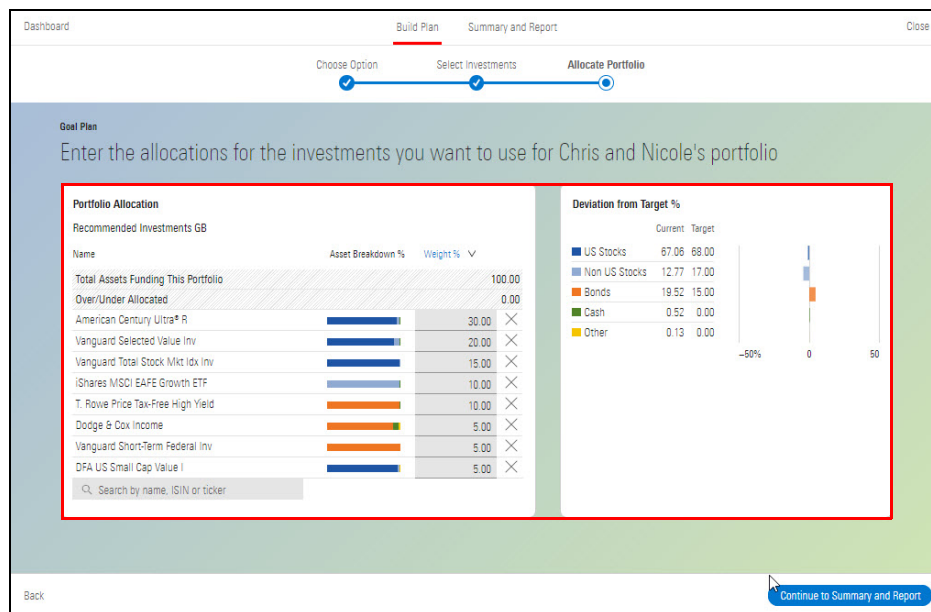 Dashboard Build Plan Summary and Report Close
Choose Option Select Investments Allocate Portfolio
Goal Plan
Enter the allocations for the investments you want to use for Chris and Nicole's portfolio
Portfolio Allocation
Recommended Investments GB
Name Asset Breakdown % Weight %
Total Assets Funding This Portfolio 100.00
Over/Under Allocated 0.00
American Century Ultra® R 30.00
Vanguard Selected Value Inv 20.00
Vanguard Total Stock Mkt Idx Inv 15.00
iShares MSCI EAFE Growth ETF 10.00
T. Rowe Price Tax-Free High Yield 10.00
Dodge & Cox Income 5.00
Vanguard Short-Term Federal Inv 5.00
DFA US Small Cap Value I 5.00
Search by name, ISIN or ticker
Deviation from Target %
Current Target
US Stocks 67.06 68.00
Non US Stocks 12.77 17.00
Bonds 19.52 15.00
Cash 0.52 0.00
Other 0.13 0.00
−50% 0 50
Back Continue to Summary and Report